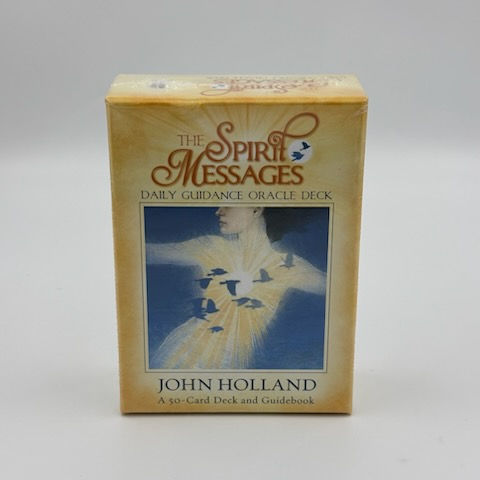 THE SPIRIT
MESSAGES
DAILY GUIDANCE ORACLE DECK
JOHN HOLLAND
A 50-Card Deck and Guidebook